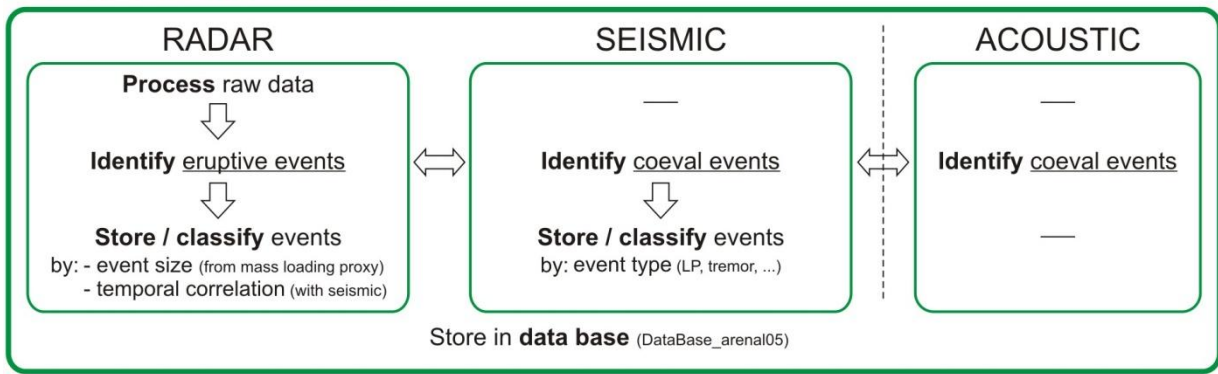 RADAR
Process raw data
Identify eruptive events
Store / classify events
by: - event size (from mass loading proxy)
- temporal correlation (with seismic)
SEISMIC
Identify coeval events
Store / classify events
by: event type (LP, tremor, ...)
ACOUSTIC
Identify coeval events
Store in data base (DataBase_arenal05)